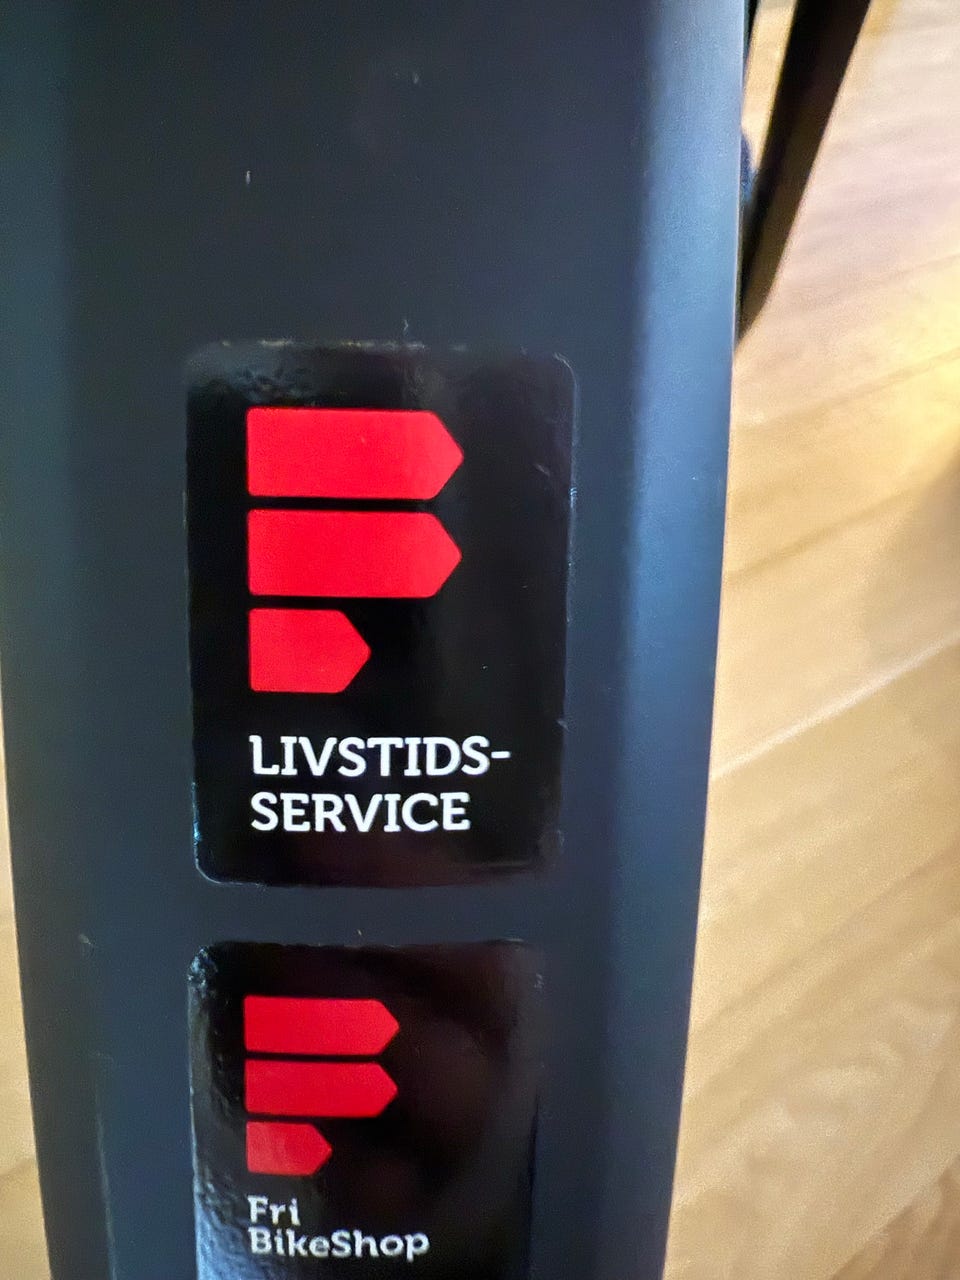 LIVSTIDS-
SERVICE
Fri
BikeShop